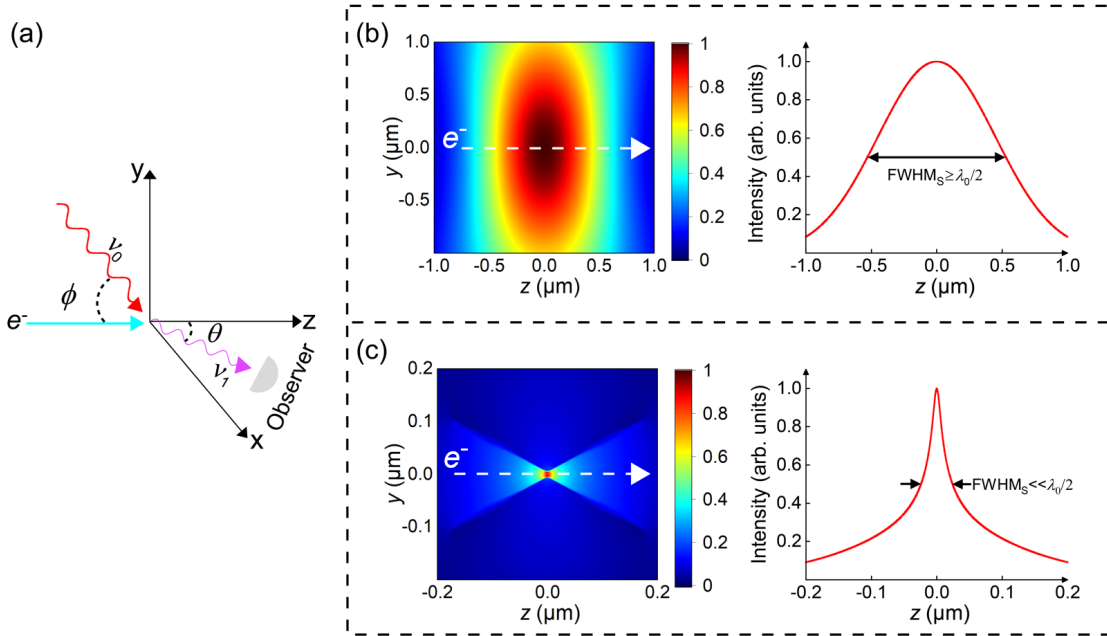 (a)
y
ν0
ϕ
e-
z
θ
ν1
Observer
x
(b)
1.0
0.5
0.0
-0.5
y (µm)
e-
-1.0 -0.5 0.0 0.5 1.0
z (µm)
1
0.8
0.6
0.4
0.2
0
Intensity (arb. units)
1.0
0.8
0.6
0.4
0.2
FWHMS≥λ0/2
-1.0 -0.5 0.0 0.5 1.0
z (µm)
(c)
0.2
0.1
0.0
-0.1
y (µm)
e-
-0.2 0.0 0.2
z (µm)
1
0.8
0.6
0.4
0.2
0
Intensity (arb. units)
1.0
0.8
0.6
0.4
0.2
FWHMS<<λ0/2
-0.2 -0.1 0.0 0.1 0.2
z (µm)